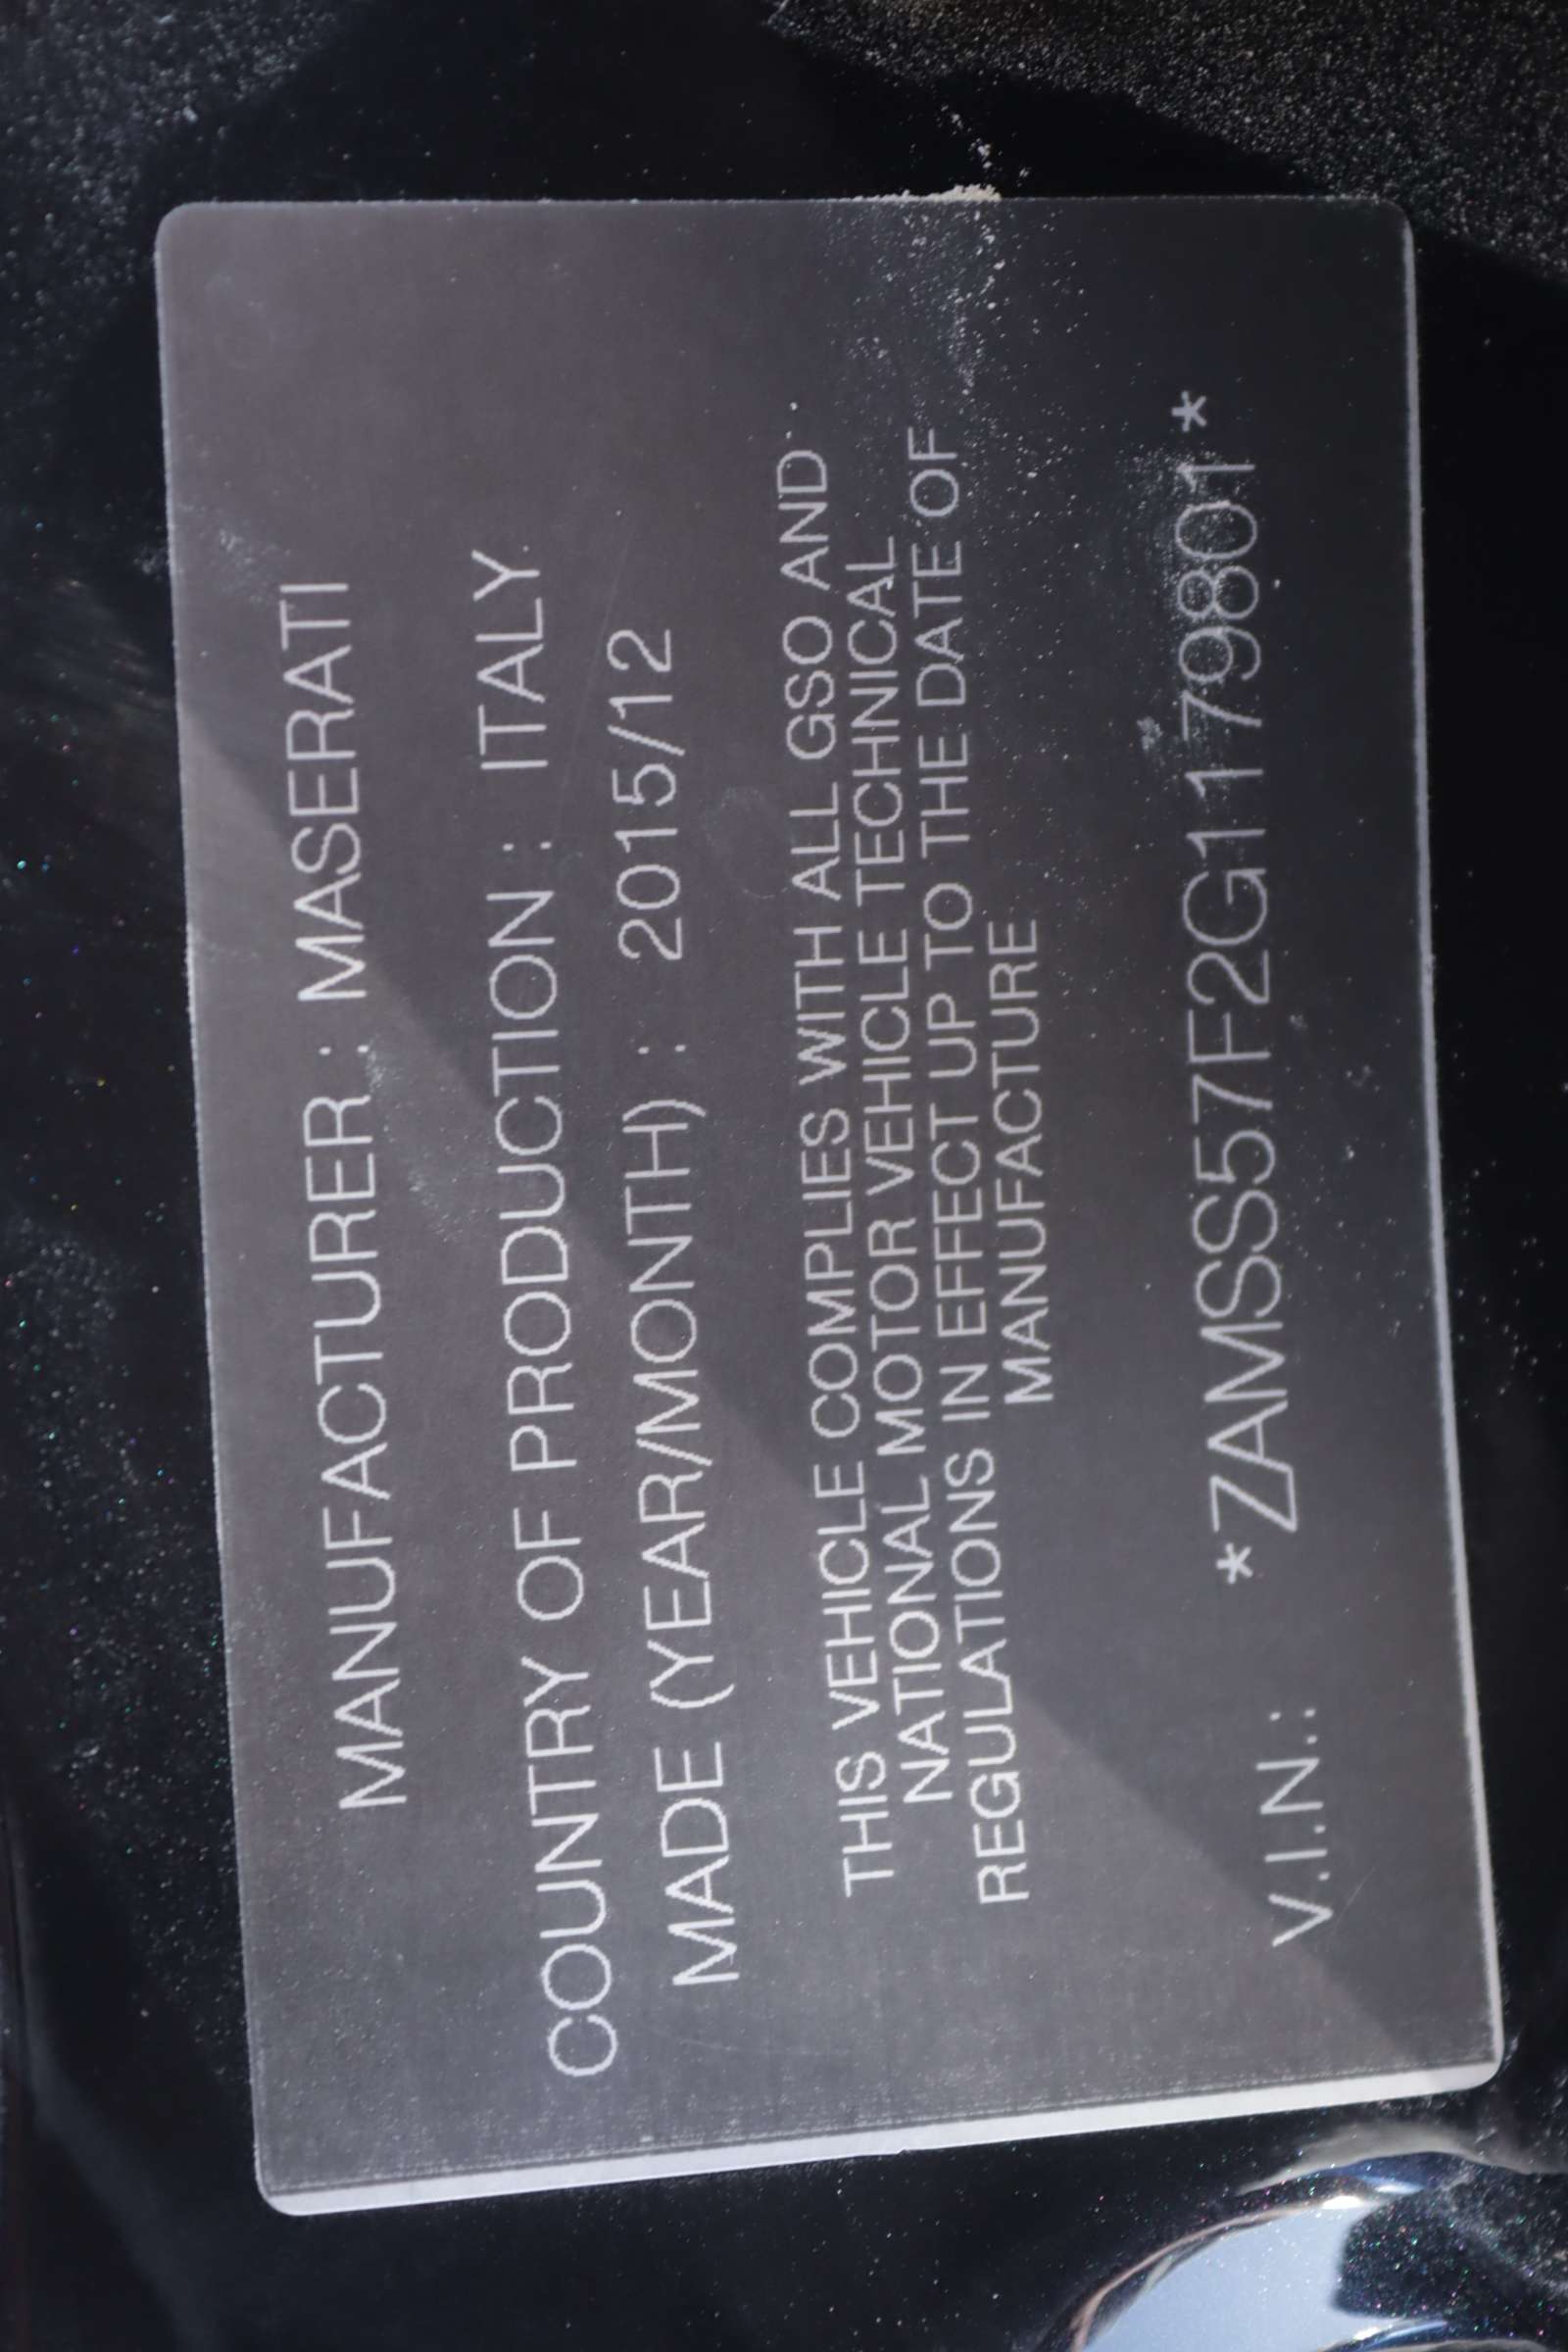 MANUFACTURER : MASERATI
COUNTRY OF PRODUCTION : ITALY
MADE (YEAR/MONTH) : 2015/12
THIS VEHICLE COMPLIES WITH ALL GSO AND
NATIONAL MOTOR VEHICLE TECHNICAL
REGULATIONS IN EFFECT UP TO THE DATE OF
MANUFACTURE
V.I.N.: *ZAMSS57F2G1179801*